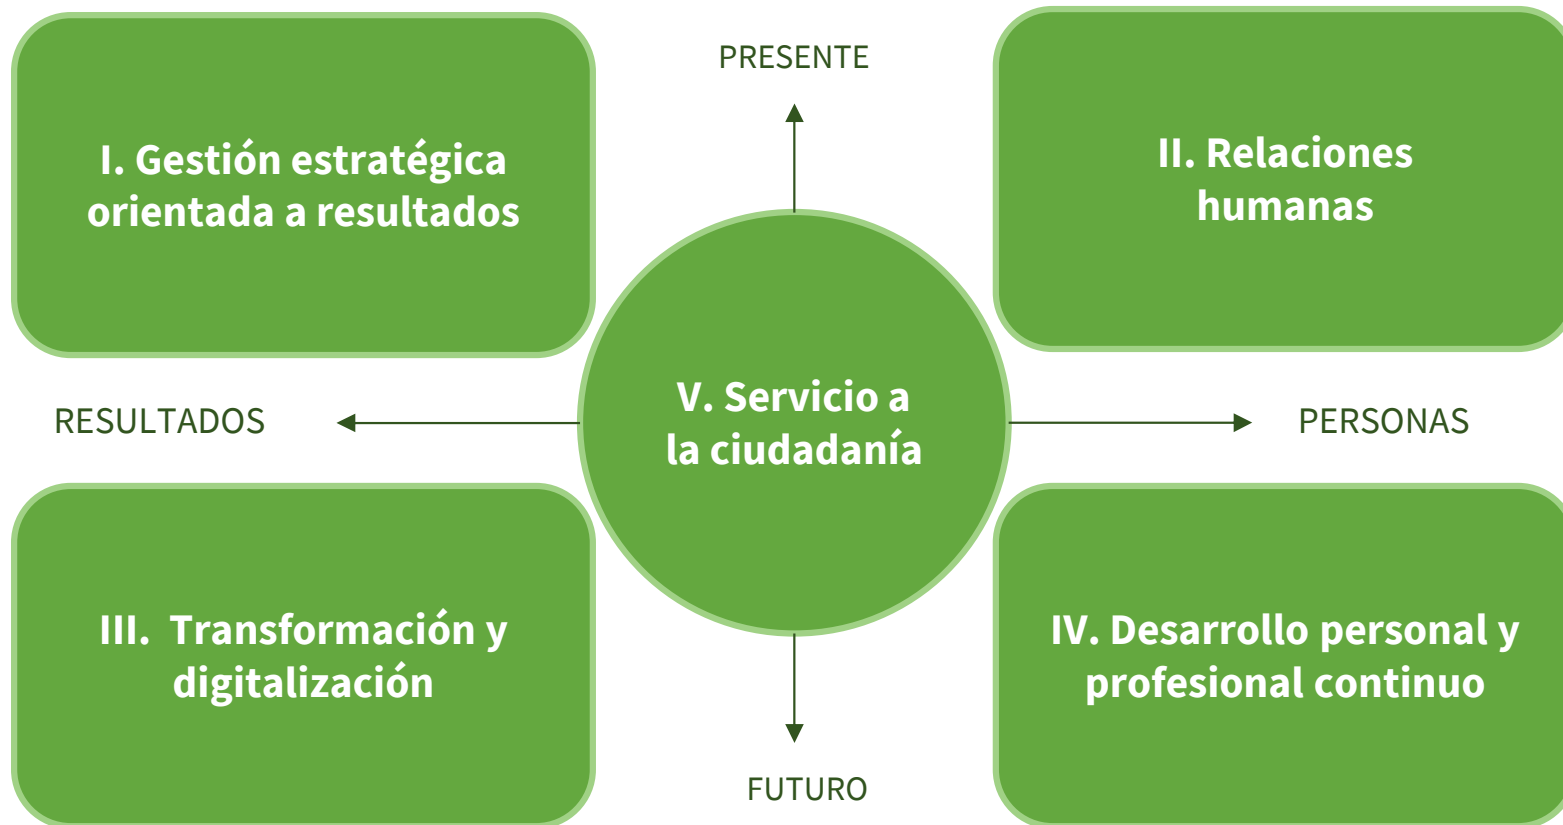 PRESENTE
I. Gestión estratégica
orientada a resultados
II. Relaciones
humanas
RESULTADOS
V. Servicio a
la ciudadanía
PERSONAS
III. Transformación y
digitalización
IV. Desarrollo personal y
profesional continuo
FUTURO